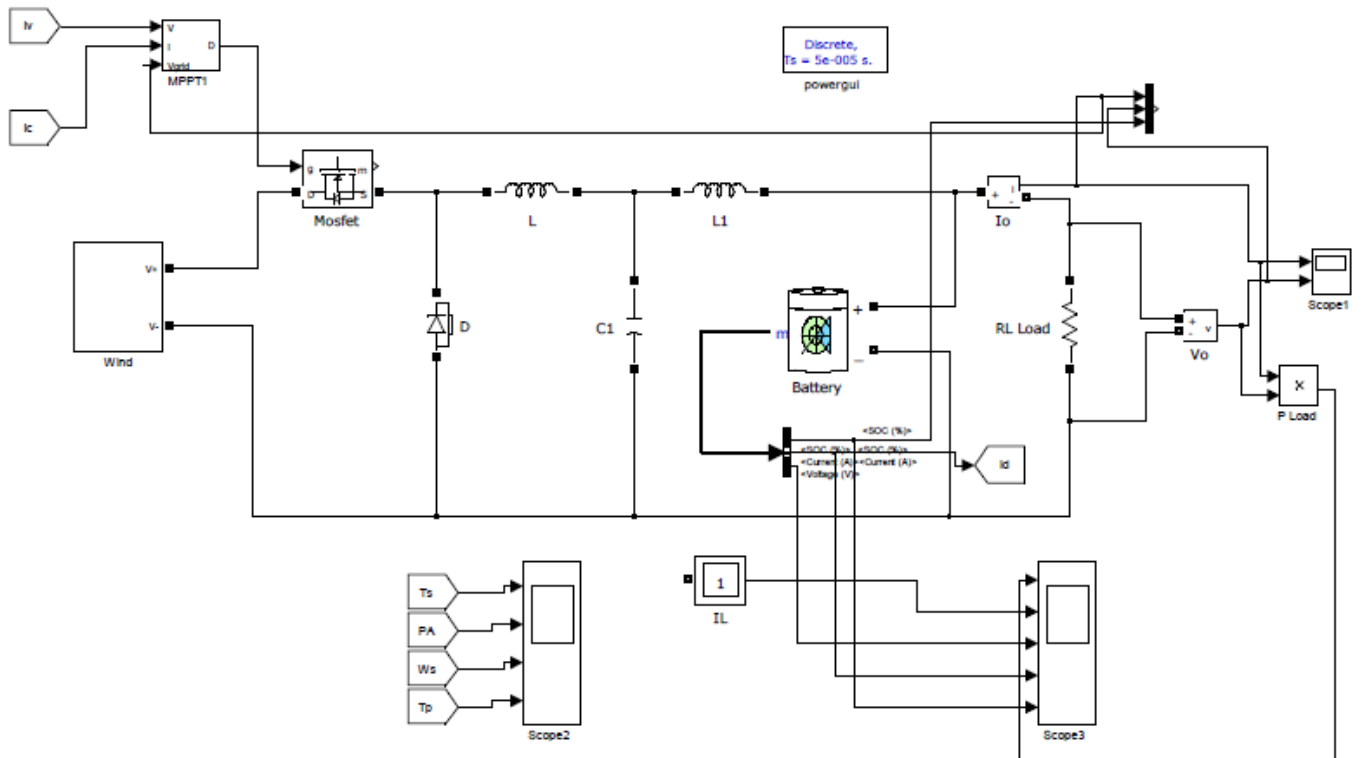 Iv
V
I
Vgrid
D
MPPT1
Ic
Discrete,
Ts = 5e-005 s.
powergui
g
m
D
S
Mosfet
L
L1
+
i
-
Io
V+
V-
Wind
D
C1
m
+
_
Battery
RL Load
+
-
v
Vo
Scope1
×
P Load
<SOC (%)>
<SOC (%)>
<SOC (%)>
<Current (A)>
<Current (A)>
<Voltage (V)>
Id
Ts
PA
Ws
Tp
Scope2
1
IL
Scope3